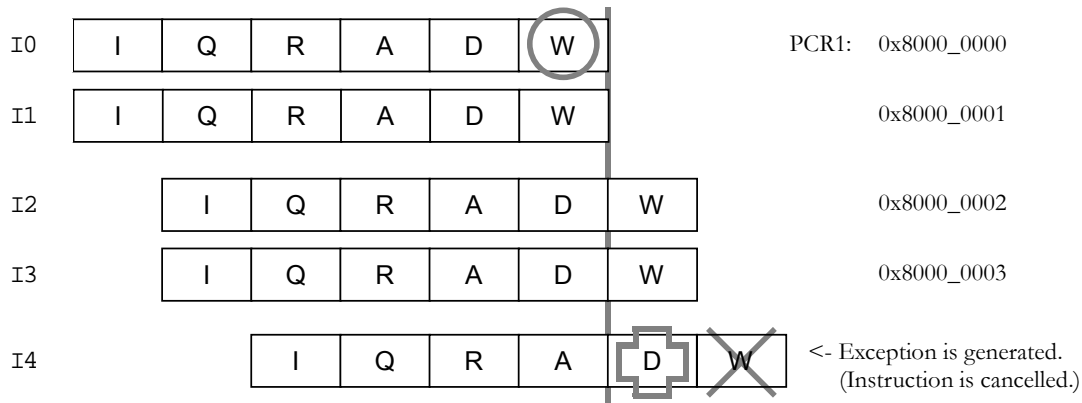 I0 I Q R A D W PCR1: 0x8000_0000
I1 I Q R A D W 0x8000_0001
I2 I Q R A D W 0x8000_0002
I3 I Q R A D W 0x8000_0003
I4 I Q R A D W <- Exception is generated.
(Instruction is cancelled.)